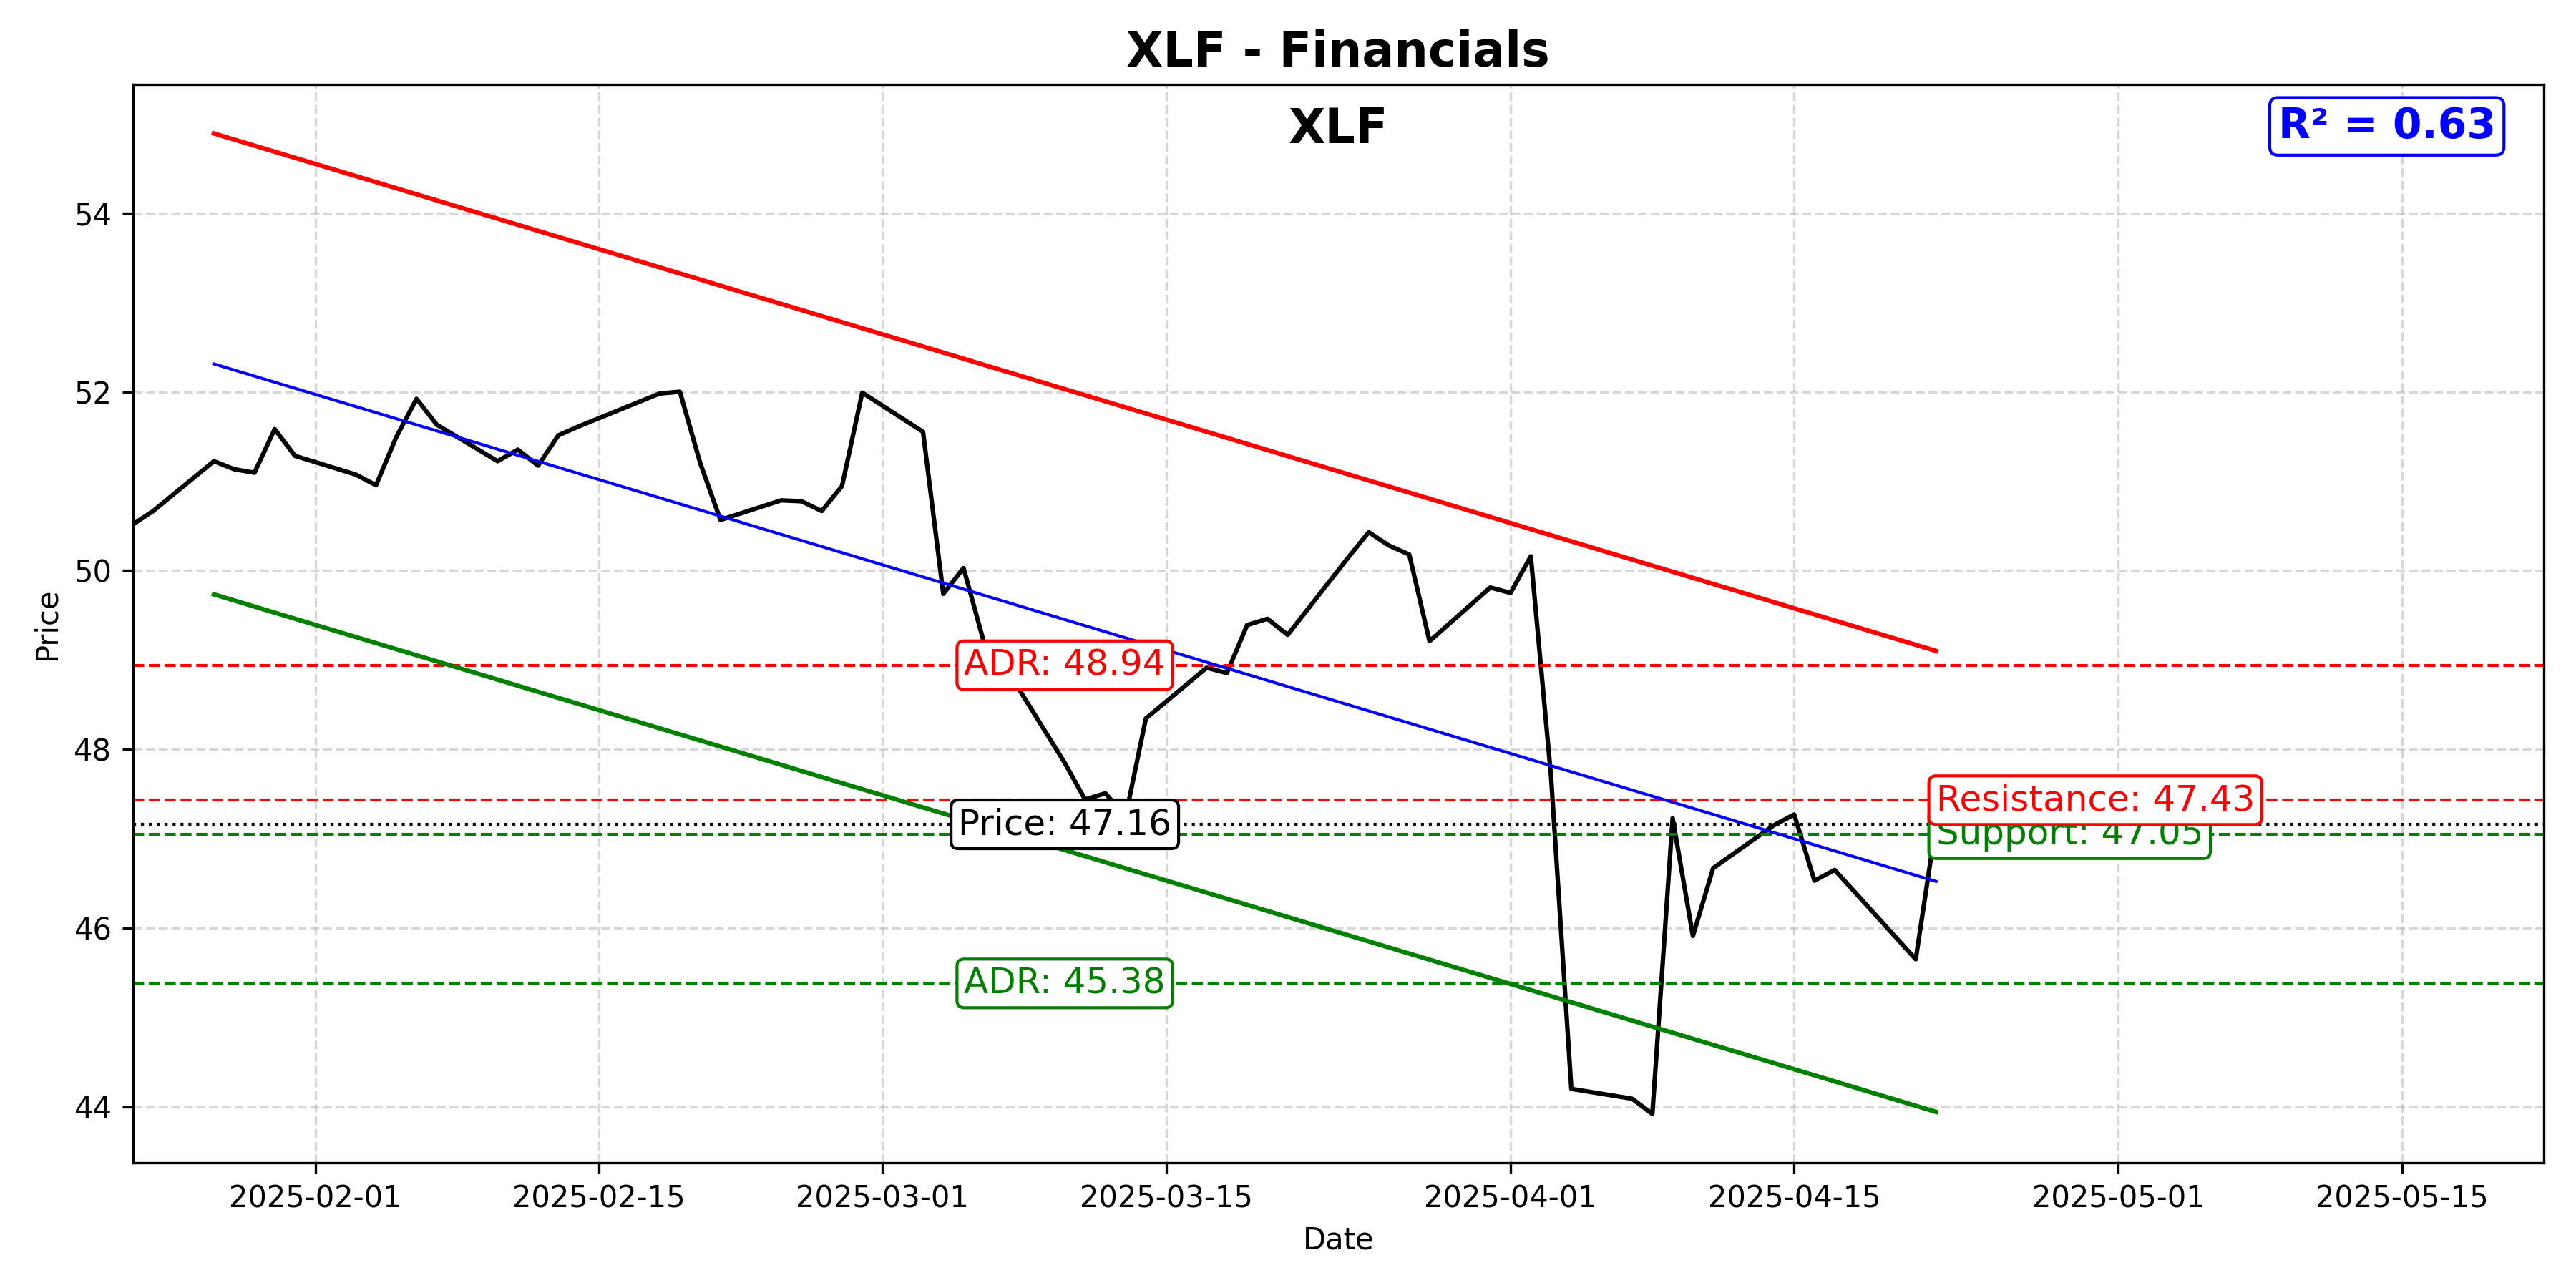 XLF - Financials
XLF
R² = 0.63
54
52
50
48
46
44
Price
ADR: 48.94
Resistance: 47.43
Price: 47.16
Support: 47.05
ADR: 45.38
2025-02-01
2025-02-15
2025-03-01
2025-03-15
2025-04-01
2025-04-15
2025-05-01
2025-05-15
Date